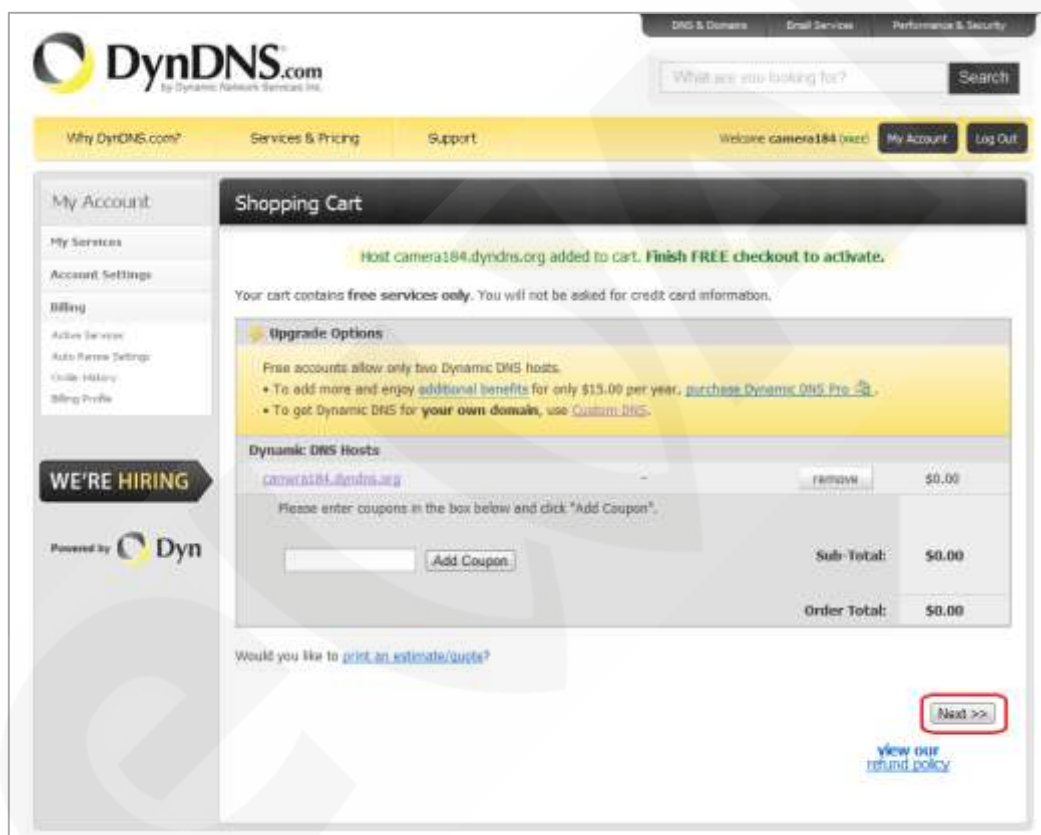 DNS & Domains Email Services Performance & Security
DynDNS.com
by Dynamic Network Services Inc.
What are you looking for? Search
Why DynDNS.com? Services & Pricing Support Welcome camera184 My Account Log Out
My Account
My Services
Account Settings
Billing
Active Services
Auto Renew Settings
Order History
Billing Profile
WE'RE HIRING
Powered by Dyn
Shopping Cart
Host camera184.dyndns.org added to cart. Finish FREE checkout to activate.
Your cart contains free services only. You will not be asked for credit card information.
Upgrade Options
Free accounts allow only two Dynamic DNS hosts.
• To add more and enjoy additional benefits for only $15.00 per year, purchase Dynamic DNS Pro.
• To get Dynamic DNS for your own domain, use Custom DNS.
Dynamic DNS Hosts
camera184.dyndns.org - remove $0.00
Please enter coupons in the box below and click "Add Coupon".
Add Coupon
Sub-Total: $0.00
Order Total: $0.00
Would you like to print an estimate/quote?
Next >>
view our
refund policy